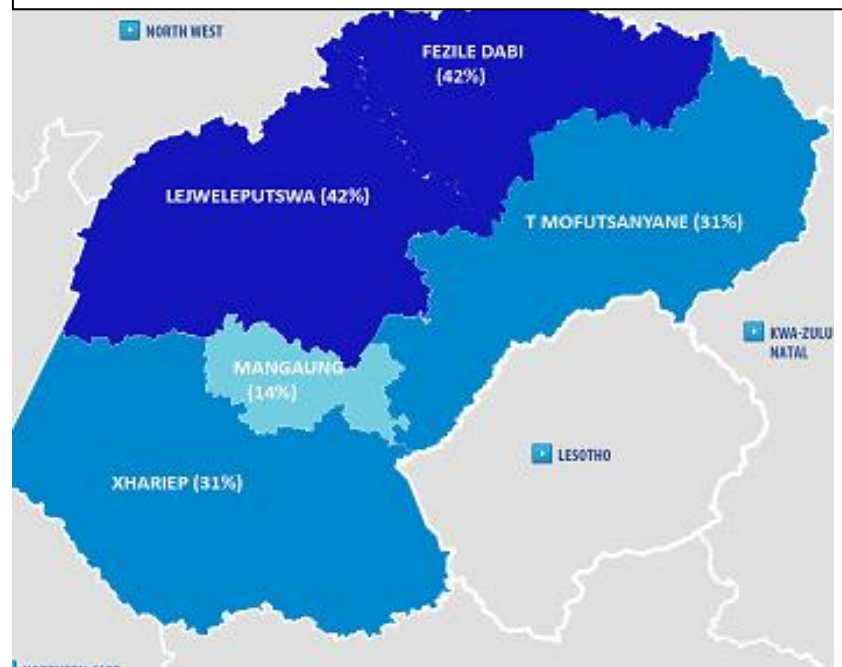 NORTH WEST
FEZILE DABI
(42%)
LEJWELEPUTSWA (42%)
T MOFUTSANYANE (31%)
KWA-ZULU
NATAL
MANGAUNG
(14%)
LESOTHO
XHARIEP (31%)